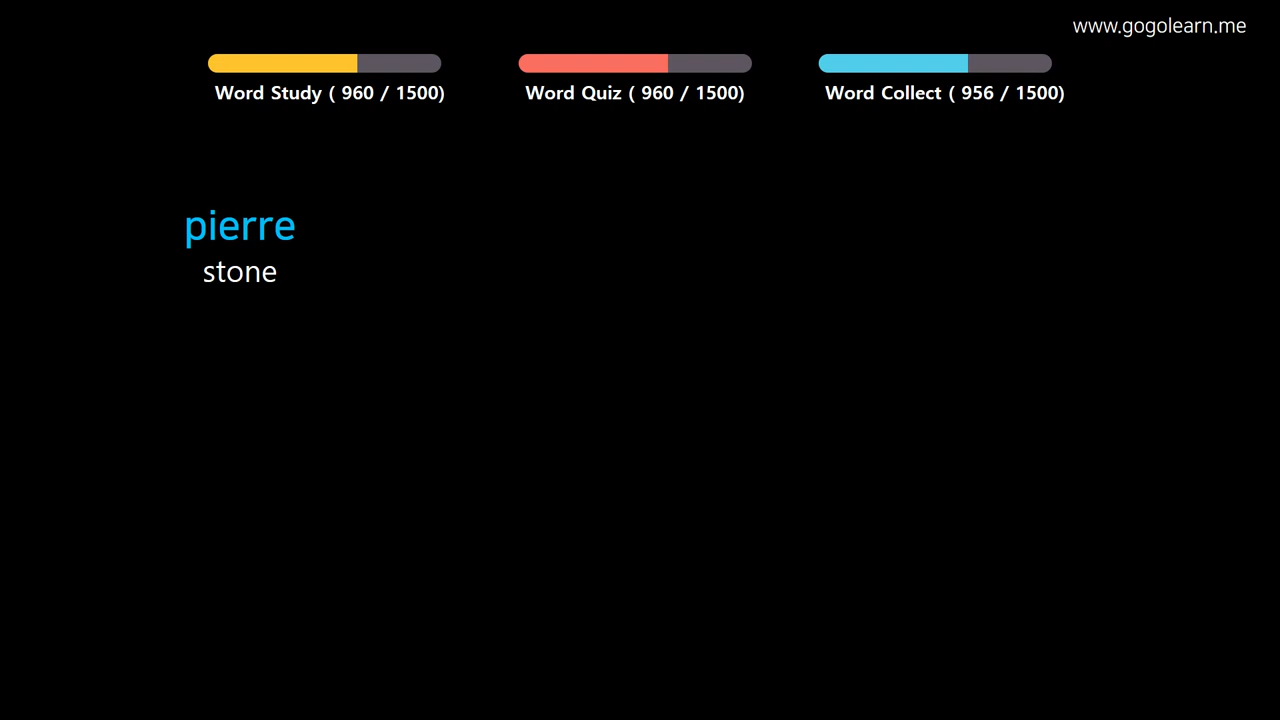 www.gogolearn.me
Word Study ( 960 / 1500)
Word Quiz ( 960 / 1500)
Word Collect ( 956 / 1500)
pierre
stone